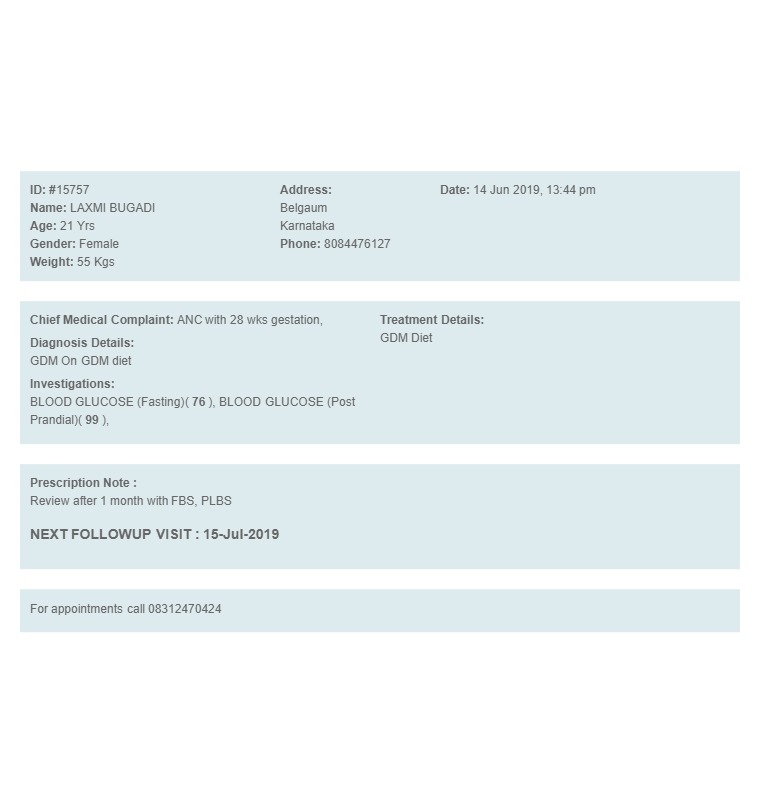 ID: #15757
Name: LAXMI BUGADI
Age: 21 Yrs
Gender: Female
Weight: 55 Kgs
Address:
Belgaum
Karnataka
Phone: 8084476127
Date: 14 Jun 2019, 13:44 pm
Chief Medical Complaint: ANC with 28 wks gestation,
Diagnosis Details:
GDM On GDM diet
Investigations:
BLOOD GLUCOSE (Fasting)( 76 ), BLOOD GLUCOSE (Post
Prandial)( 99 ),
Treatment Details:
GDM Diet
Prescription Note :
Review after 1 month with FBS, PLBS
NEXT FOLLOWUP VISIT : 15-Jul-2019
For appointments call 08312470424